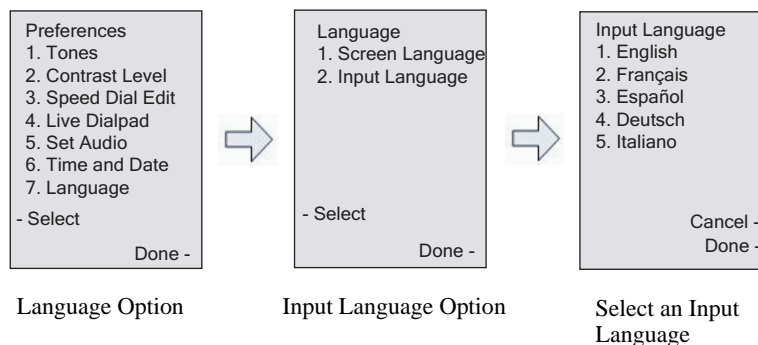 Preferences
1. Tones
2. Contrast Level
3. Speed Dial Edit
4. Live Dialpad
5. Set Audio
6. Time and Date
7. Language
- Select
Done -
Language
1. Screen Language
2. Input Language
- Select
Done -
Input Language
1. English
2. Français
3. Español
4. Deutsch
5. Italiano
Cancel -
Done -
Language Option
Input Language Option
Select an Input
Language